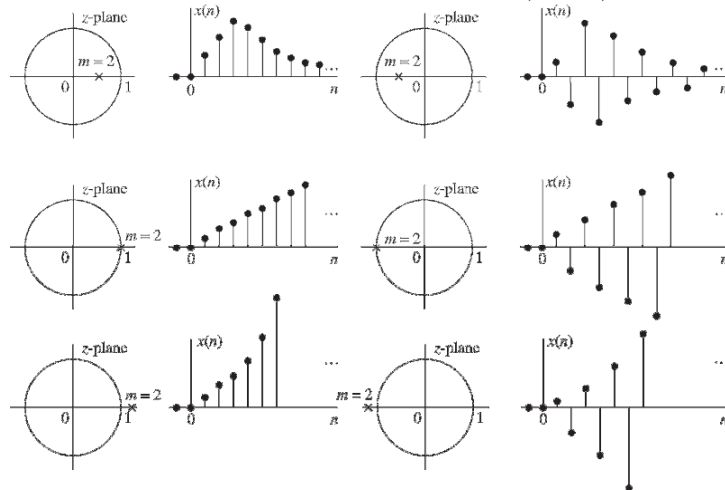 z-plane
m = 2
0
1
x(n)
...
0
n
z-plane
m = 2
0
1
x(n)
...
0
n
z-plane
m = 2
0
1
x(n)
...
0
z-plane
m = 2
0
1
x(n)
...
0
z-plane
m = 2
0
1
x(n)
...
0
n
z-plane
m = 2
0
1
x(n)
...
0
n